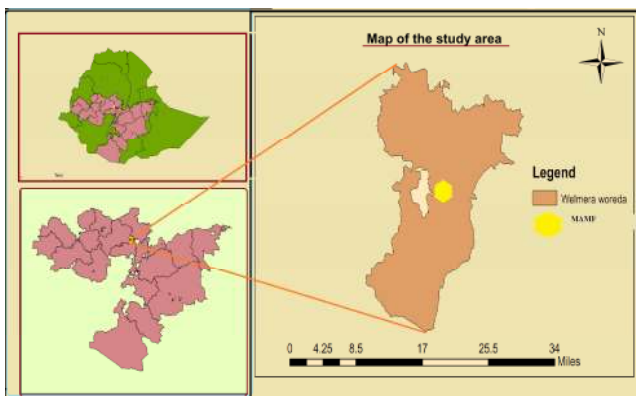 Map of the study area
N
Legend
Welmera woreda
MAMF
0 4.25 8.5 17 25.5 34
Miles